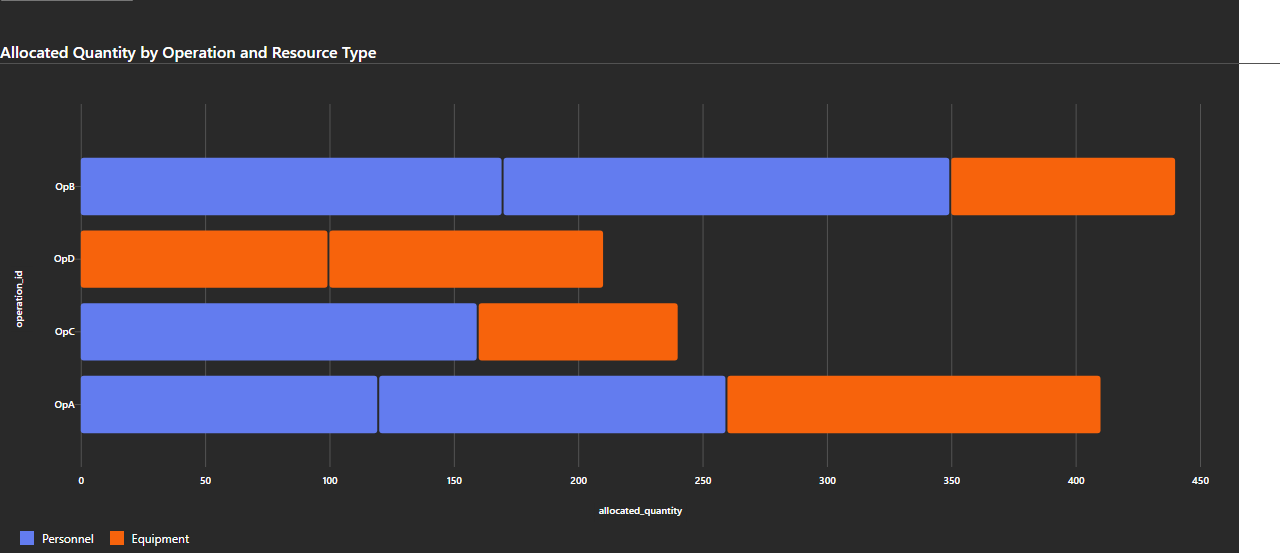 Allocated Quantity by Operation and Resource Type
OpB
OpD
operation_id
OpC
OpA
0 50 100 150 200 250 300 350 400 450
allocated_quantity
Personnel Equipment